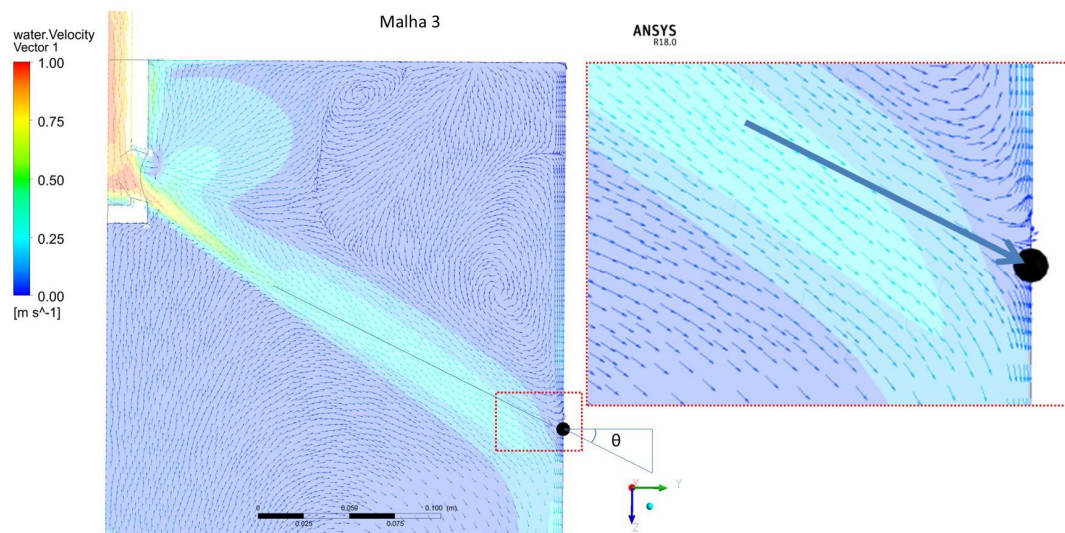 Malha 3
ANSYS
R18.0
water.Velocity
Vector 1
1.00
0.75
0.50
0.25
0.00
[m s^-1]
θ
X
Y
Z
0
0.050
0.100
(m)
0.025
0.075